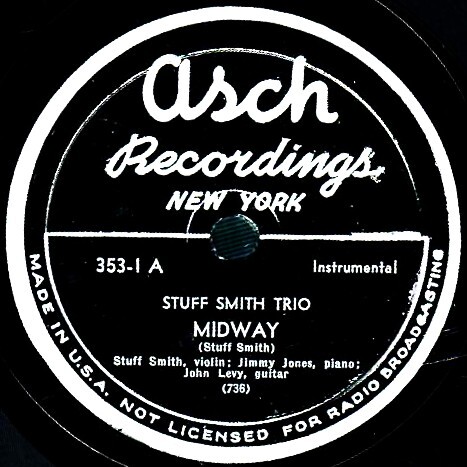 asch
Recordings
NEW YORK
353-1 A
Instrumental
STUFF SMITH TRIO
MIDWAY
(Stuff Smith)
Stuff Smith, violin; Jimmy Jones, piano;
John Levy, guitar
(736)
MADE IN U.S.A. NOT LICENSED FOR RADIO BROADCASTING